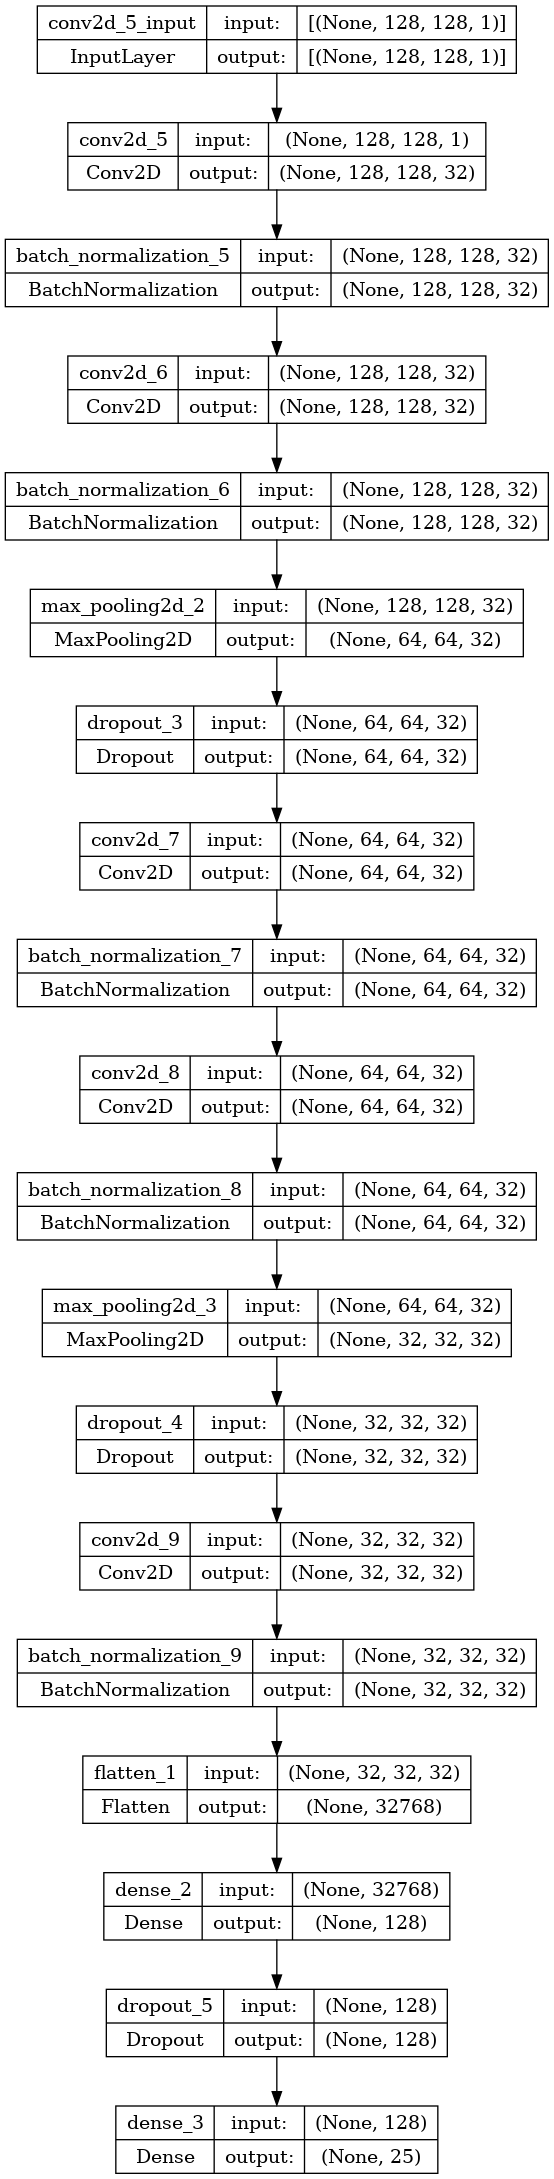 conv2d_5_input input: [(None, 128, 128, 1)]
InputLayer output: [(None, 128, 128, 1)]
conv2d_5 input: (None, 128, 128, 1)
Conv2D output: (None, 128, 128, 32)
batch_normalization_5 input: (None, 128, 128, 32)
BatchNormalization output: (None, 128, 128, 32)
conv2d_6 input: (None, 128, 128, 32)
Conv2D output: (None, 128, 128, 32)
batch_normalization_6 input: (None, 128, 128, 32)
BatchNormalization output: (None, 128, 128, 32)
max_pooling2d_2 input: (None, 128, 128, 32)
MaxPooling2D output: (None, 64, 64, 32)
dropout_3 input: (None, 64, 64, 32)
Dropout output: (None, 64, 64, 32)
conv2d_7 input: (None, 64, 64, 32)
Conv2D output: (None, 64, 64, 32)
batch_normalization_7 input: (None, 64, 64, 32)
BatchNormalization output: (None, 64, 64, 32)
conv2d_8 input: (None, 64, 64, 32)
Conv2D output: (None, 64, 64, 32)
batch_normalization_8 input: (None, 64, 64, 32)
BatchNormalization output: (None, 64, 64, 32)
max_pooling2d_3 input: (None, 64, 64, 32)
MaxPooling2D output: (None, 32, 32, 32)
dropout_4 input: (None, 32, 32, 32)
Dropout output: (None, 32, 32, 32)
conv2d_9 input: (None, 32, 32, 32)
Conv2D output: (None, 32, 32, 32)
batch_normalization_9 input: (None, 32, 32, 32)
BatchNormalization output: (None, 32, 32, 32)
flatten_1 input: (None, 32, 32, 32)
Flatten output: (None, 32768)
dense_2 input: (None, 32768)
Dense output: (None, 128)
dropout_5 input: (None, 128)
Dropout output: (None, 128)
dense_3 input: (None, 128)
Dense output: (None, 25)